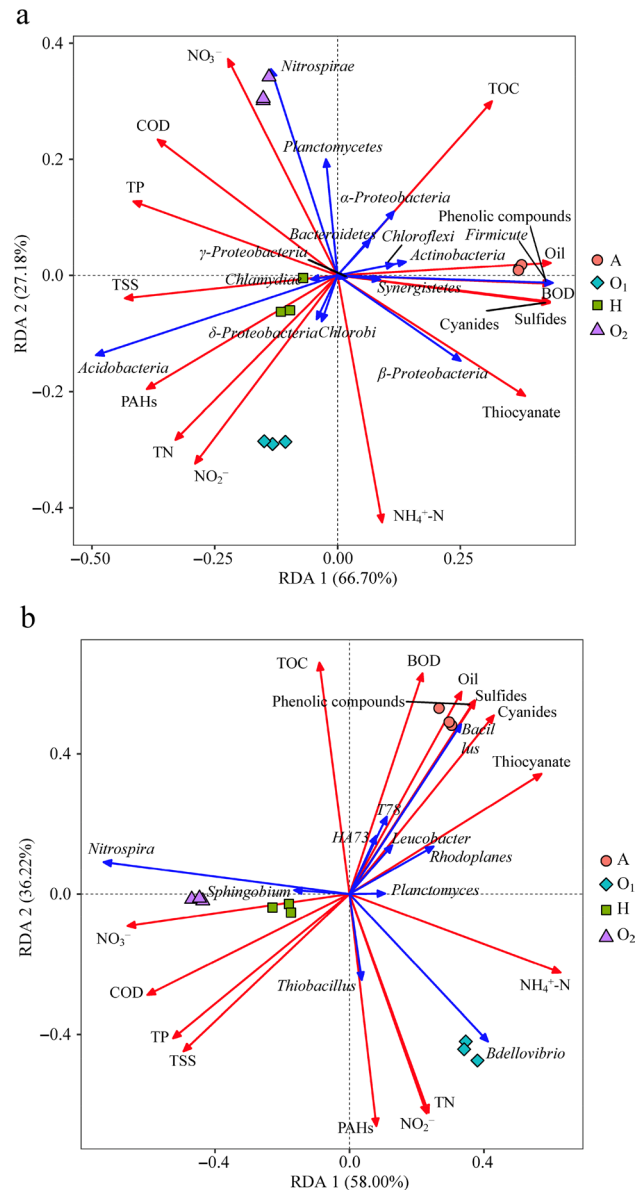 a
0.4
0.2
0.0
−0.2
−0.4
RDA 2 (27.18%)
NO₃⁻
Nitrospirae
TOC
COD
Planctomycetes
TP
α-Proteobacteria
Phenolic compounds
Bacteroidetes
Chloroflexi
Firmicute
γ-Proteobacteria
Actinobacteria
Oil
Chlamydiae
Synergistetes
BOD
TSS
Cyanides
Sulfides
δ-Proteobacteria
Chlorobi
Acidobacteria
β-Proteobacteria
PAHs
Thiocyanate
TN
NO₂⁻
NH₄⁺-N
A
O₁
H
O₂
−0.50
−0.25
0.00
0.25
RDA 1 (66.70%)
b
0.4
0.0
−0.4
RDA 2 (36.22%)
TOC
BOD
Oil
Phenolic compounds
Sulfides
Cyanides
Bacil
lus
Thiocyanate
T78
HA73
Leucobacter
Nitrospira
Rhodoplanes
Sphingobium
Planctomyces
NO₃⁻
Thiobacillus
NH₄⁺-N
COD
TP
Bdellovibrio
TSS
TN
NO₂⁻
PAHs
A
O₁
H
O₂
−0.4
0.0
0.4
RDA 1 (58.00%)